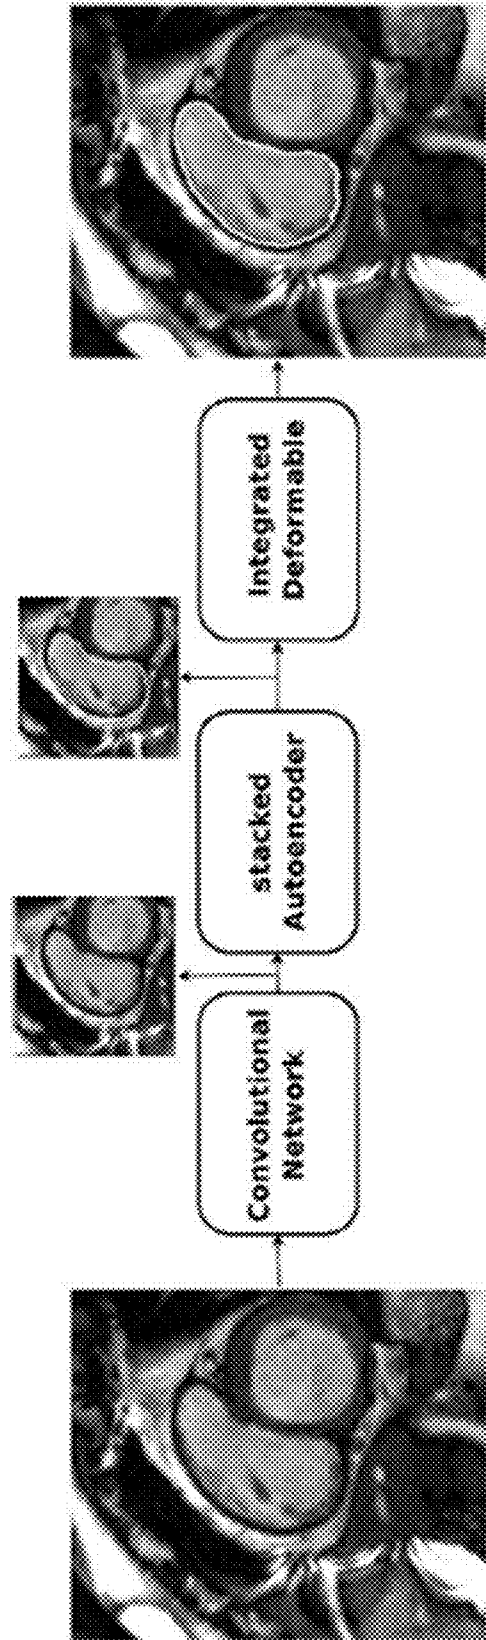 Convolutional
Network
stacked
Autoencoder
Integrated
Deformable